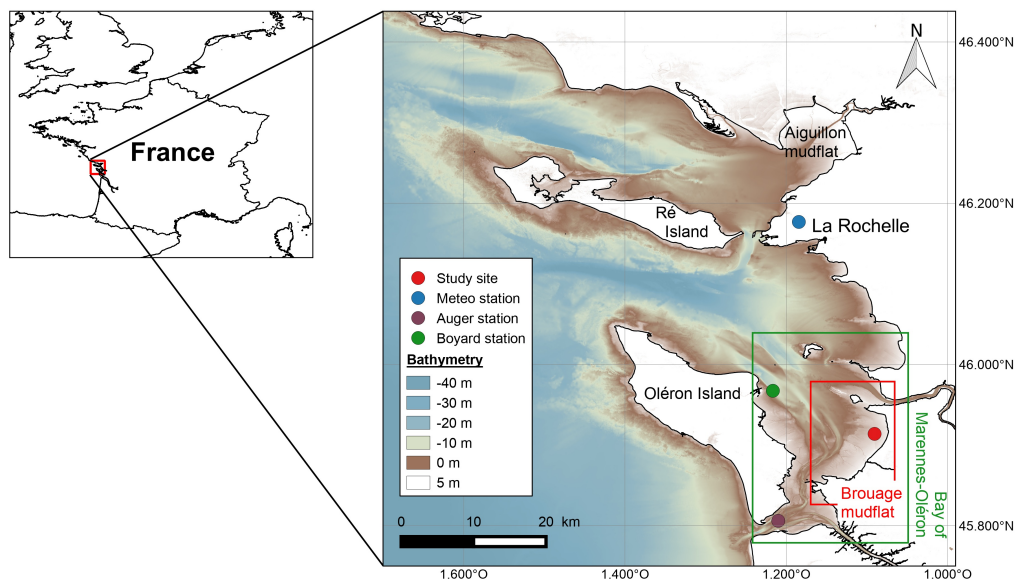 France
N
46.400°O
Aiguillon
mudflat
46.200°O
Ré
Island
La Rochelle
Study site
Meteo station
Auger station
Boyard station
Bathymetry
-40 m
-30 m
-20 m
-10 m
0 m
5 m
0 10 20 km
46.000°O
Oléron Island
Bay of
Marennes-Oléron
Brouage
mudflat
45.800°O
1.600°O 1.400°O 1.200°O 1.000°O